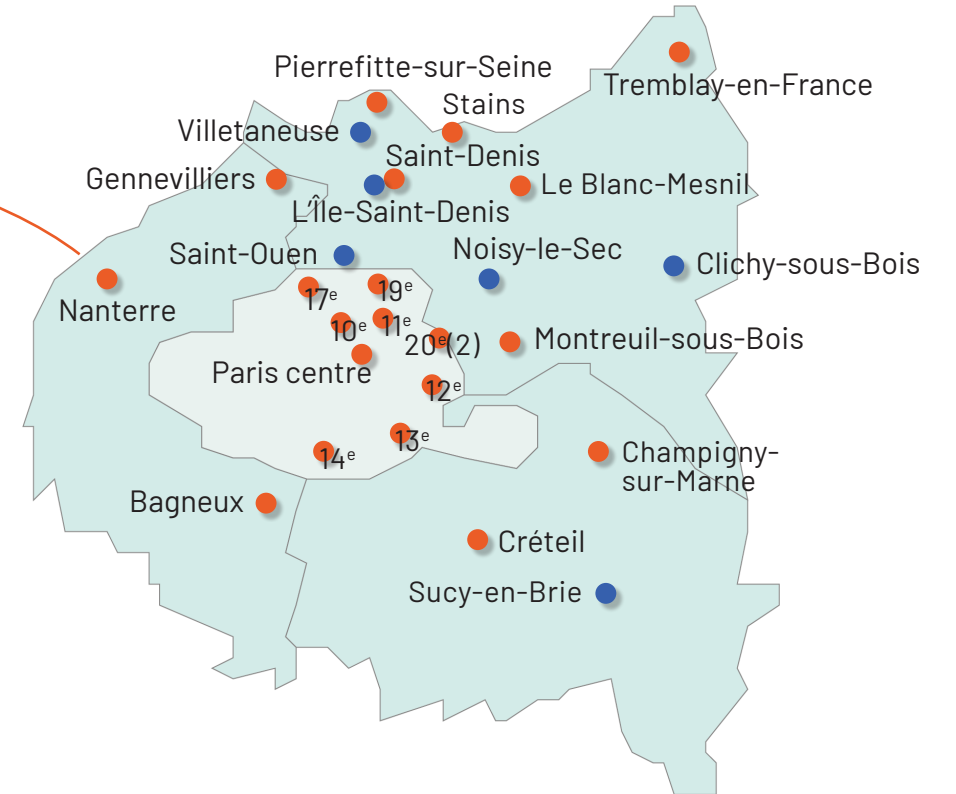 Pierrefitte-sur-Seine
Tremblay-en-France
Stains
Villetaneuse
Saint-Denis
Gennevilliers
Le Blanc-Mesnil
L'Île-Saint-Denis
Saint-Ouen
Noisy-le-Sec
Clichy-sous-Bois
Nanterre
17e
19e
10e
11e
20e(2)
Montreuil-sous-Bois
Paris centre
12e
13e
14e
Champigny-
sur-Marne
Bagneux
Créteil
Sucy-en-Brie